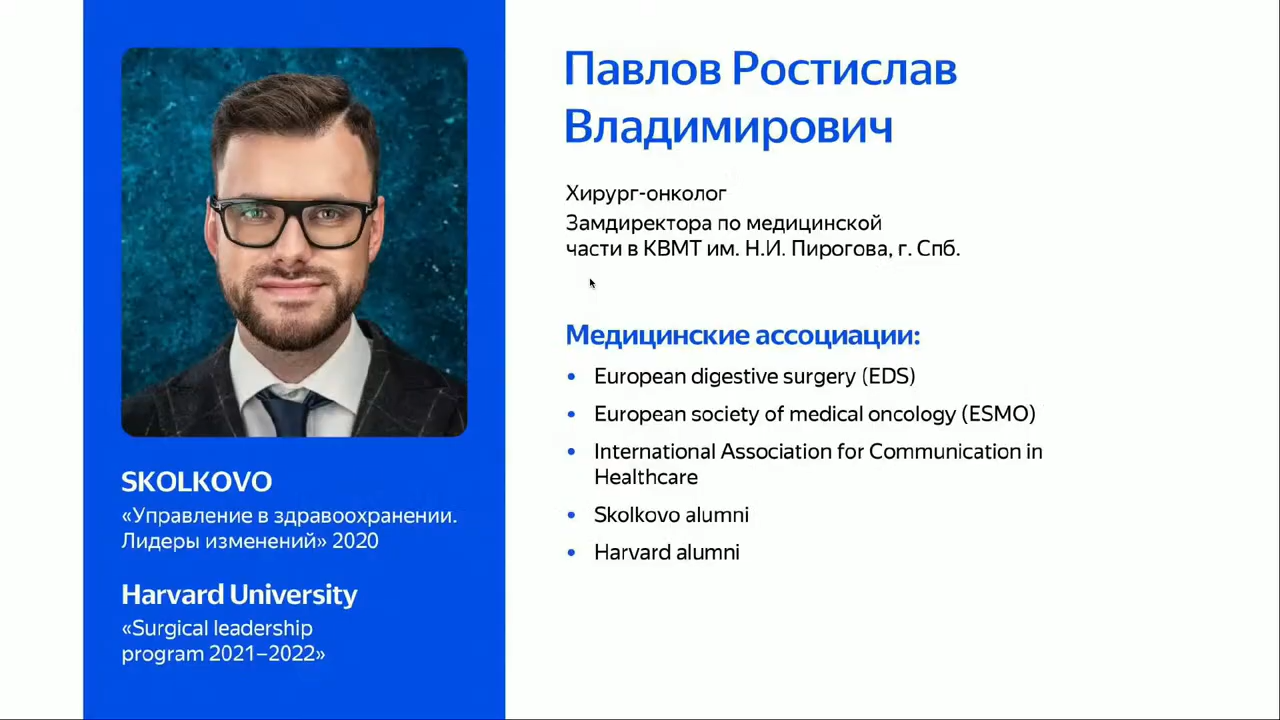 Павлов Ростислав
Владимирович
Хирург-онколог
Замдиректора по медицинской
части в КВМТ им. Н.И. Пирогова, г. Спб.
Медицинские ассоциации:
• European digestive surgery (EDS)
• European society of medical oncology (ESMO)
• International Association for Communication in
Healthcare
• Skolkovo alumni
• Harvard alumni
SKOLKOVO
«Управление в здравоохранении.
Лидеры изменений» 2020
Harvard University
«Surgical leadership
program 2021–2022»